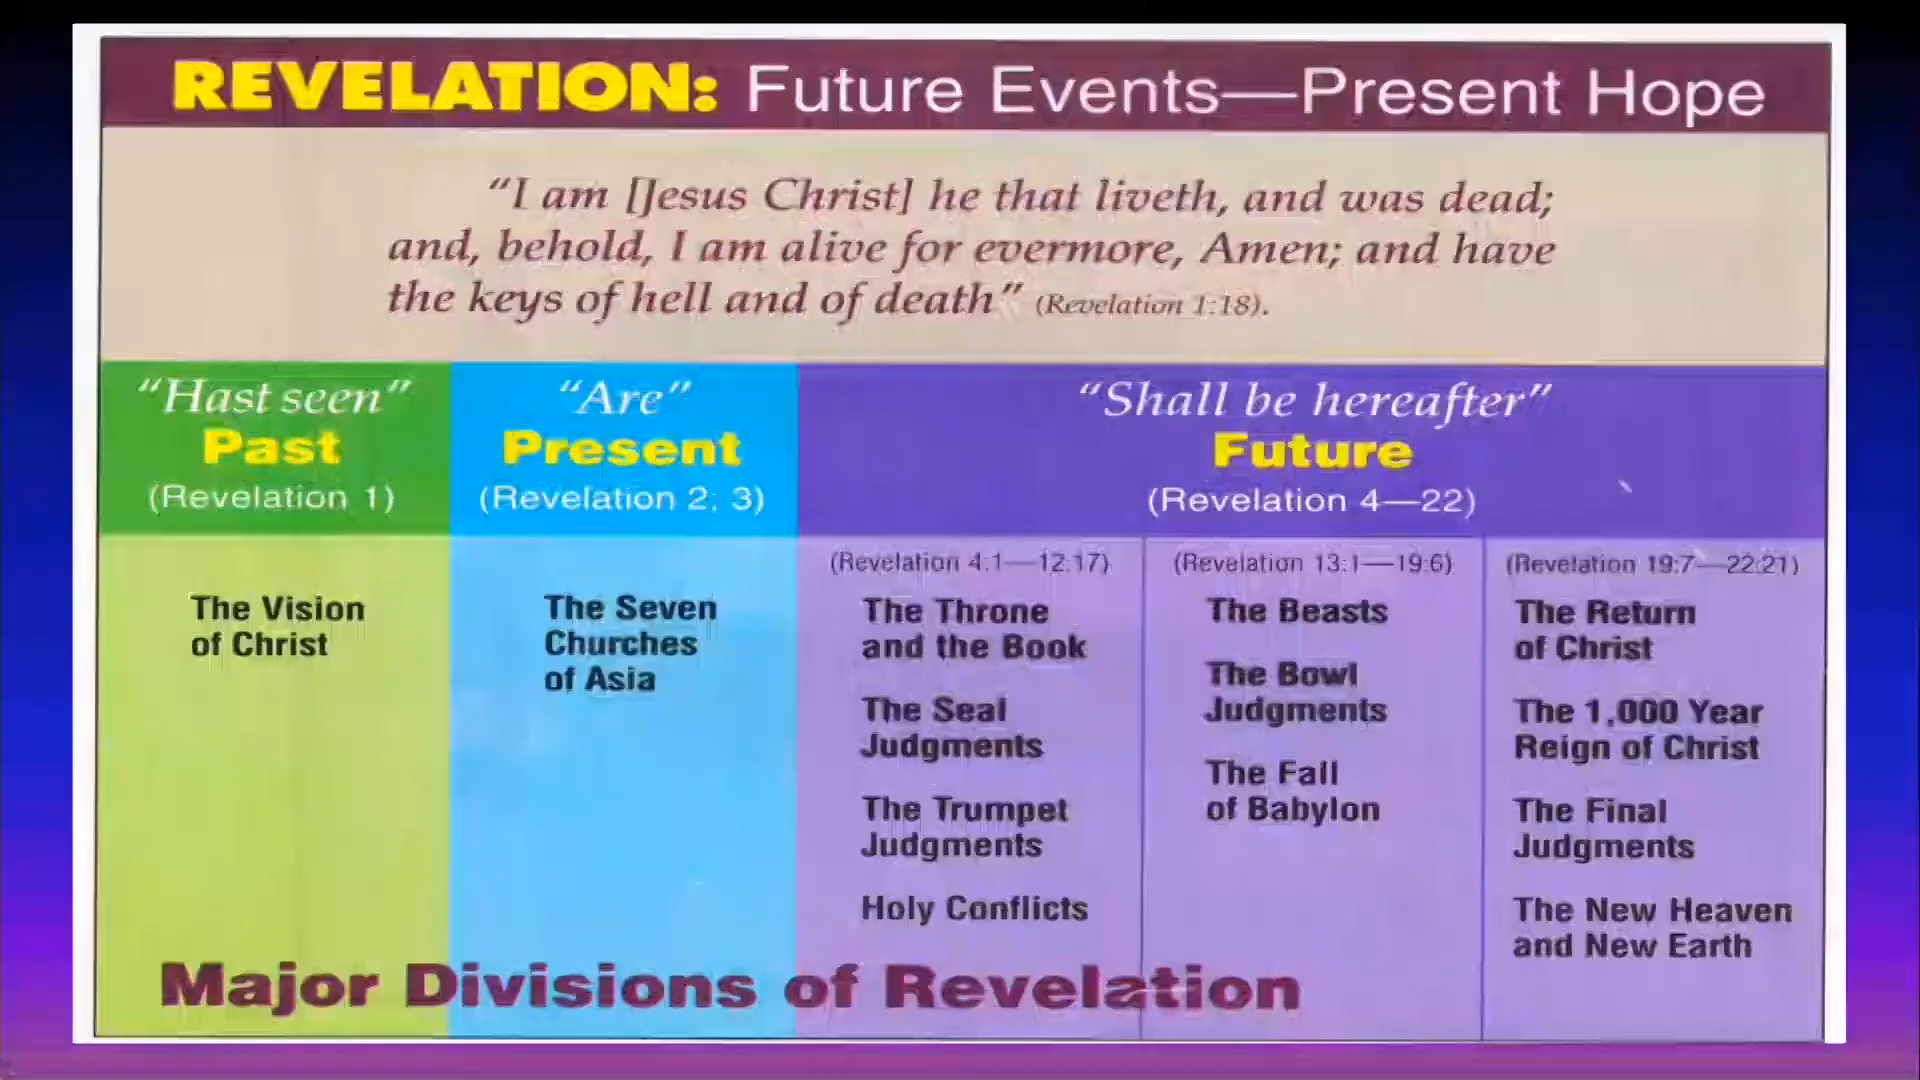 REVELATION: Future Events—Present Hope
"I am [Jesus Christ] he that liveth, and was dead;
and, behold, I am alive for evermore, Amen; and have
the keys of hell and of death" (Revelation 1:18).
"Hast seen"
Past
(Revelation 1)
The Vision
of Christ
"Are"
Present
(Revelation 2; 3)
The Seven
Churches
of Asia
"Shall be hereafter"
Future
(Revelation 4—22)
(Revelation 4:1—12:17)
The Throne
and the Book
The Seal
Judgments
The Trumpet
Judgments
Holy Conflicts
(Revelation 13:1—19:6)
The Beasts
The Bowl
Judgments
The Fall
of Babylon
(Revelation 19:7—22:21)
The Return
of Christ
The 1,000 Year
Reign of Christ
The Final
Judgments
The New Heaven
and New Earth
Major Divisions of Revelation